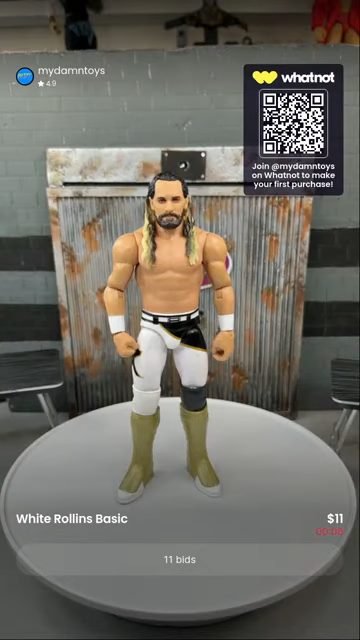 mydamntoys
★ 4.9
whatnot
Join @mydamntoys
on Whatnot to make
your first purchase!
White Rollins Basic
$11
00:00
11 bids